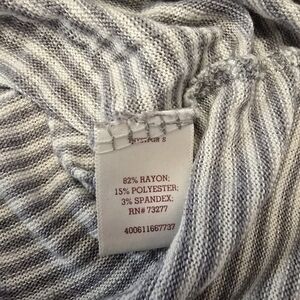 82% RAYON;
15% POLYESTER;
3% SPANDEX;
RN# 73277
400611667737